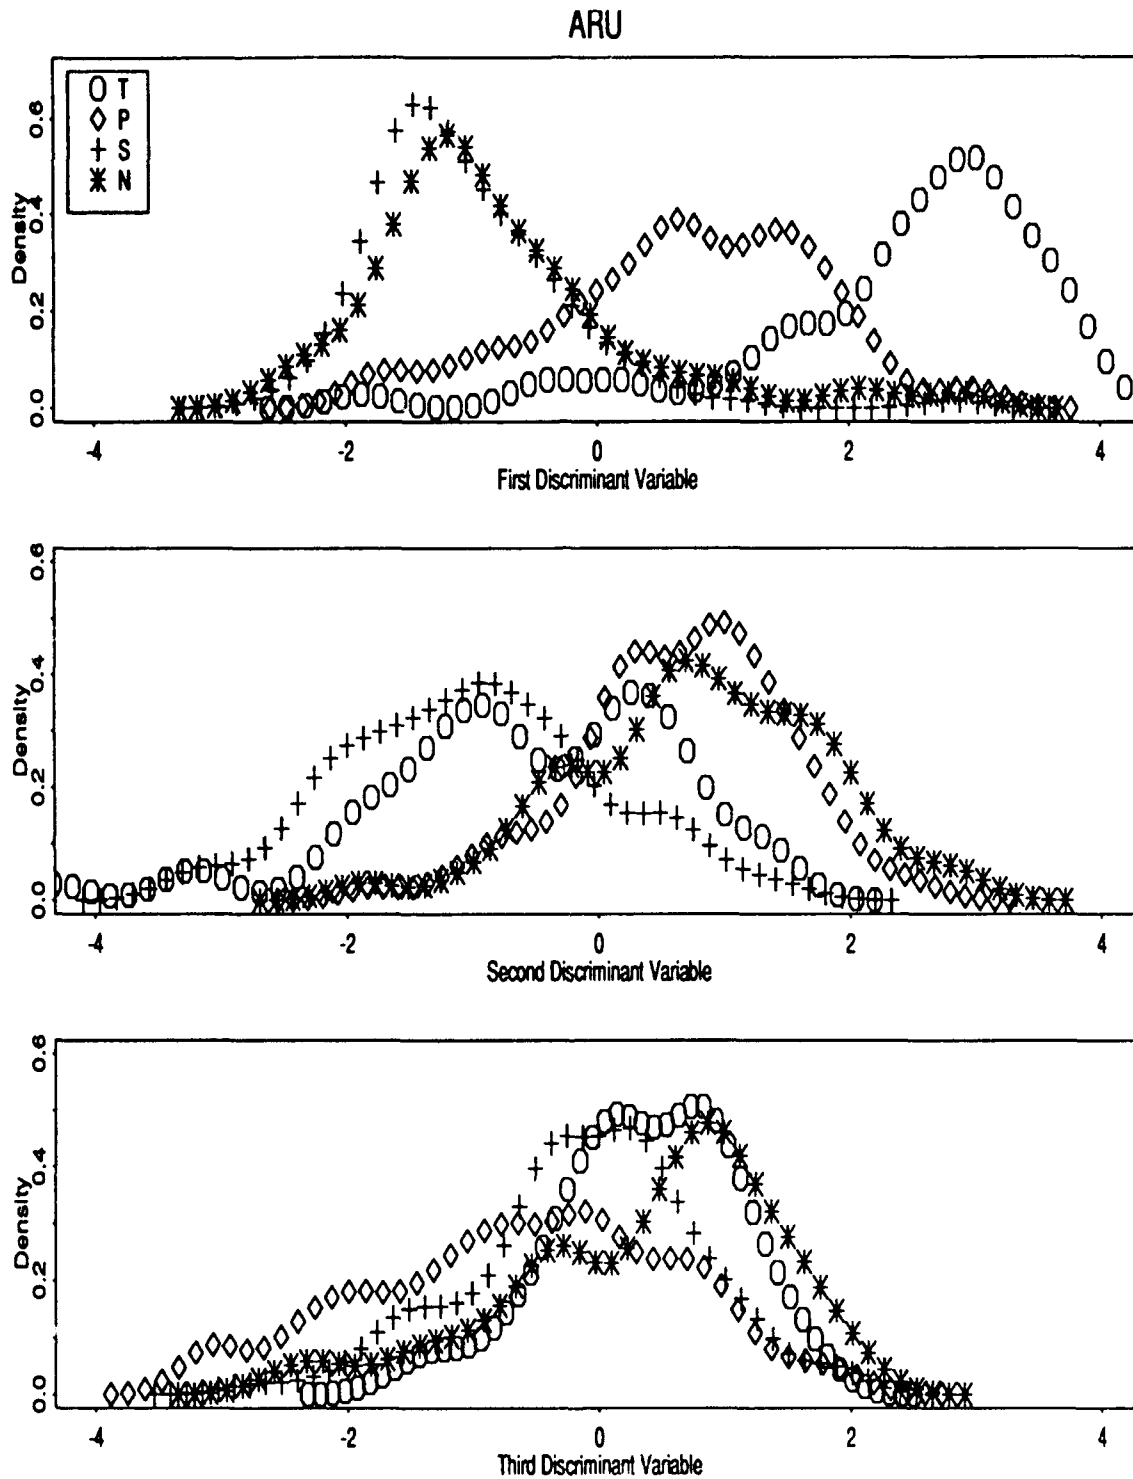 ARU
T
P
S
N
Density
0.0 0.2 0.4 0.6
-4 -2 0 2 4
First Discriminant Variable
Density
0.0 0.2 0.4 0.6
-4 -2 0 2 4
Second Discriminant Variable
Density
0.0 0.2 0.4 0.6
-4 -2 0 2 4
Third Discriminant Variable